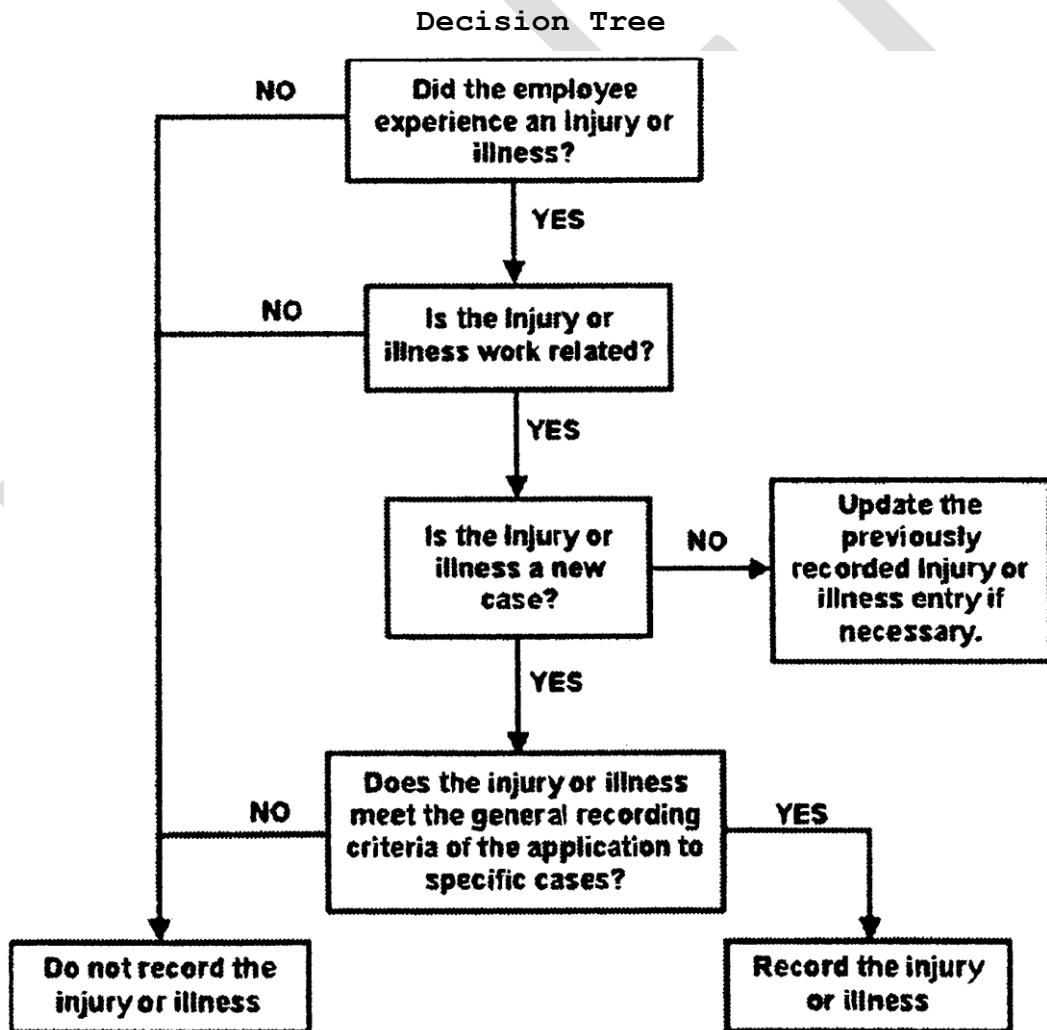 Decision Tree
NO
Did the employee
experience an Injury or
illness?
YES
NO
Is the Injury or
illness work related?
YES
Is the Injury or
illness a new
case?
NO
Update the
previously
recorded Injury or
illness entry if
necessary.
YES
NO
Does the injury or illness
meet the general recording
criteria of the application to
specific cases?
YES
Do not record the
injury or illness
Record the injury
or illness